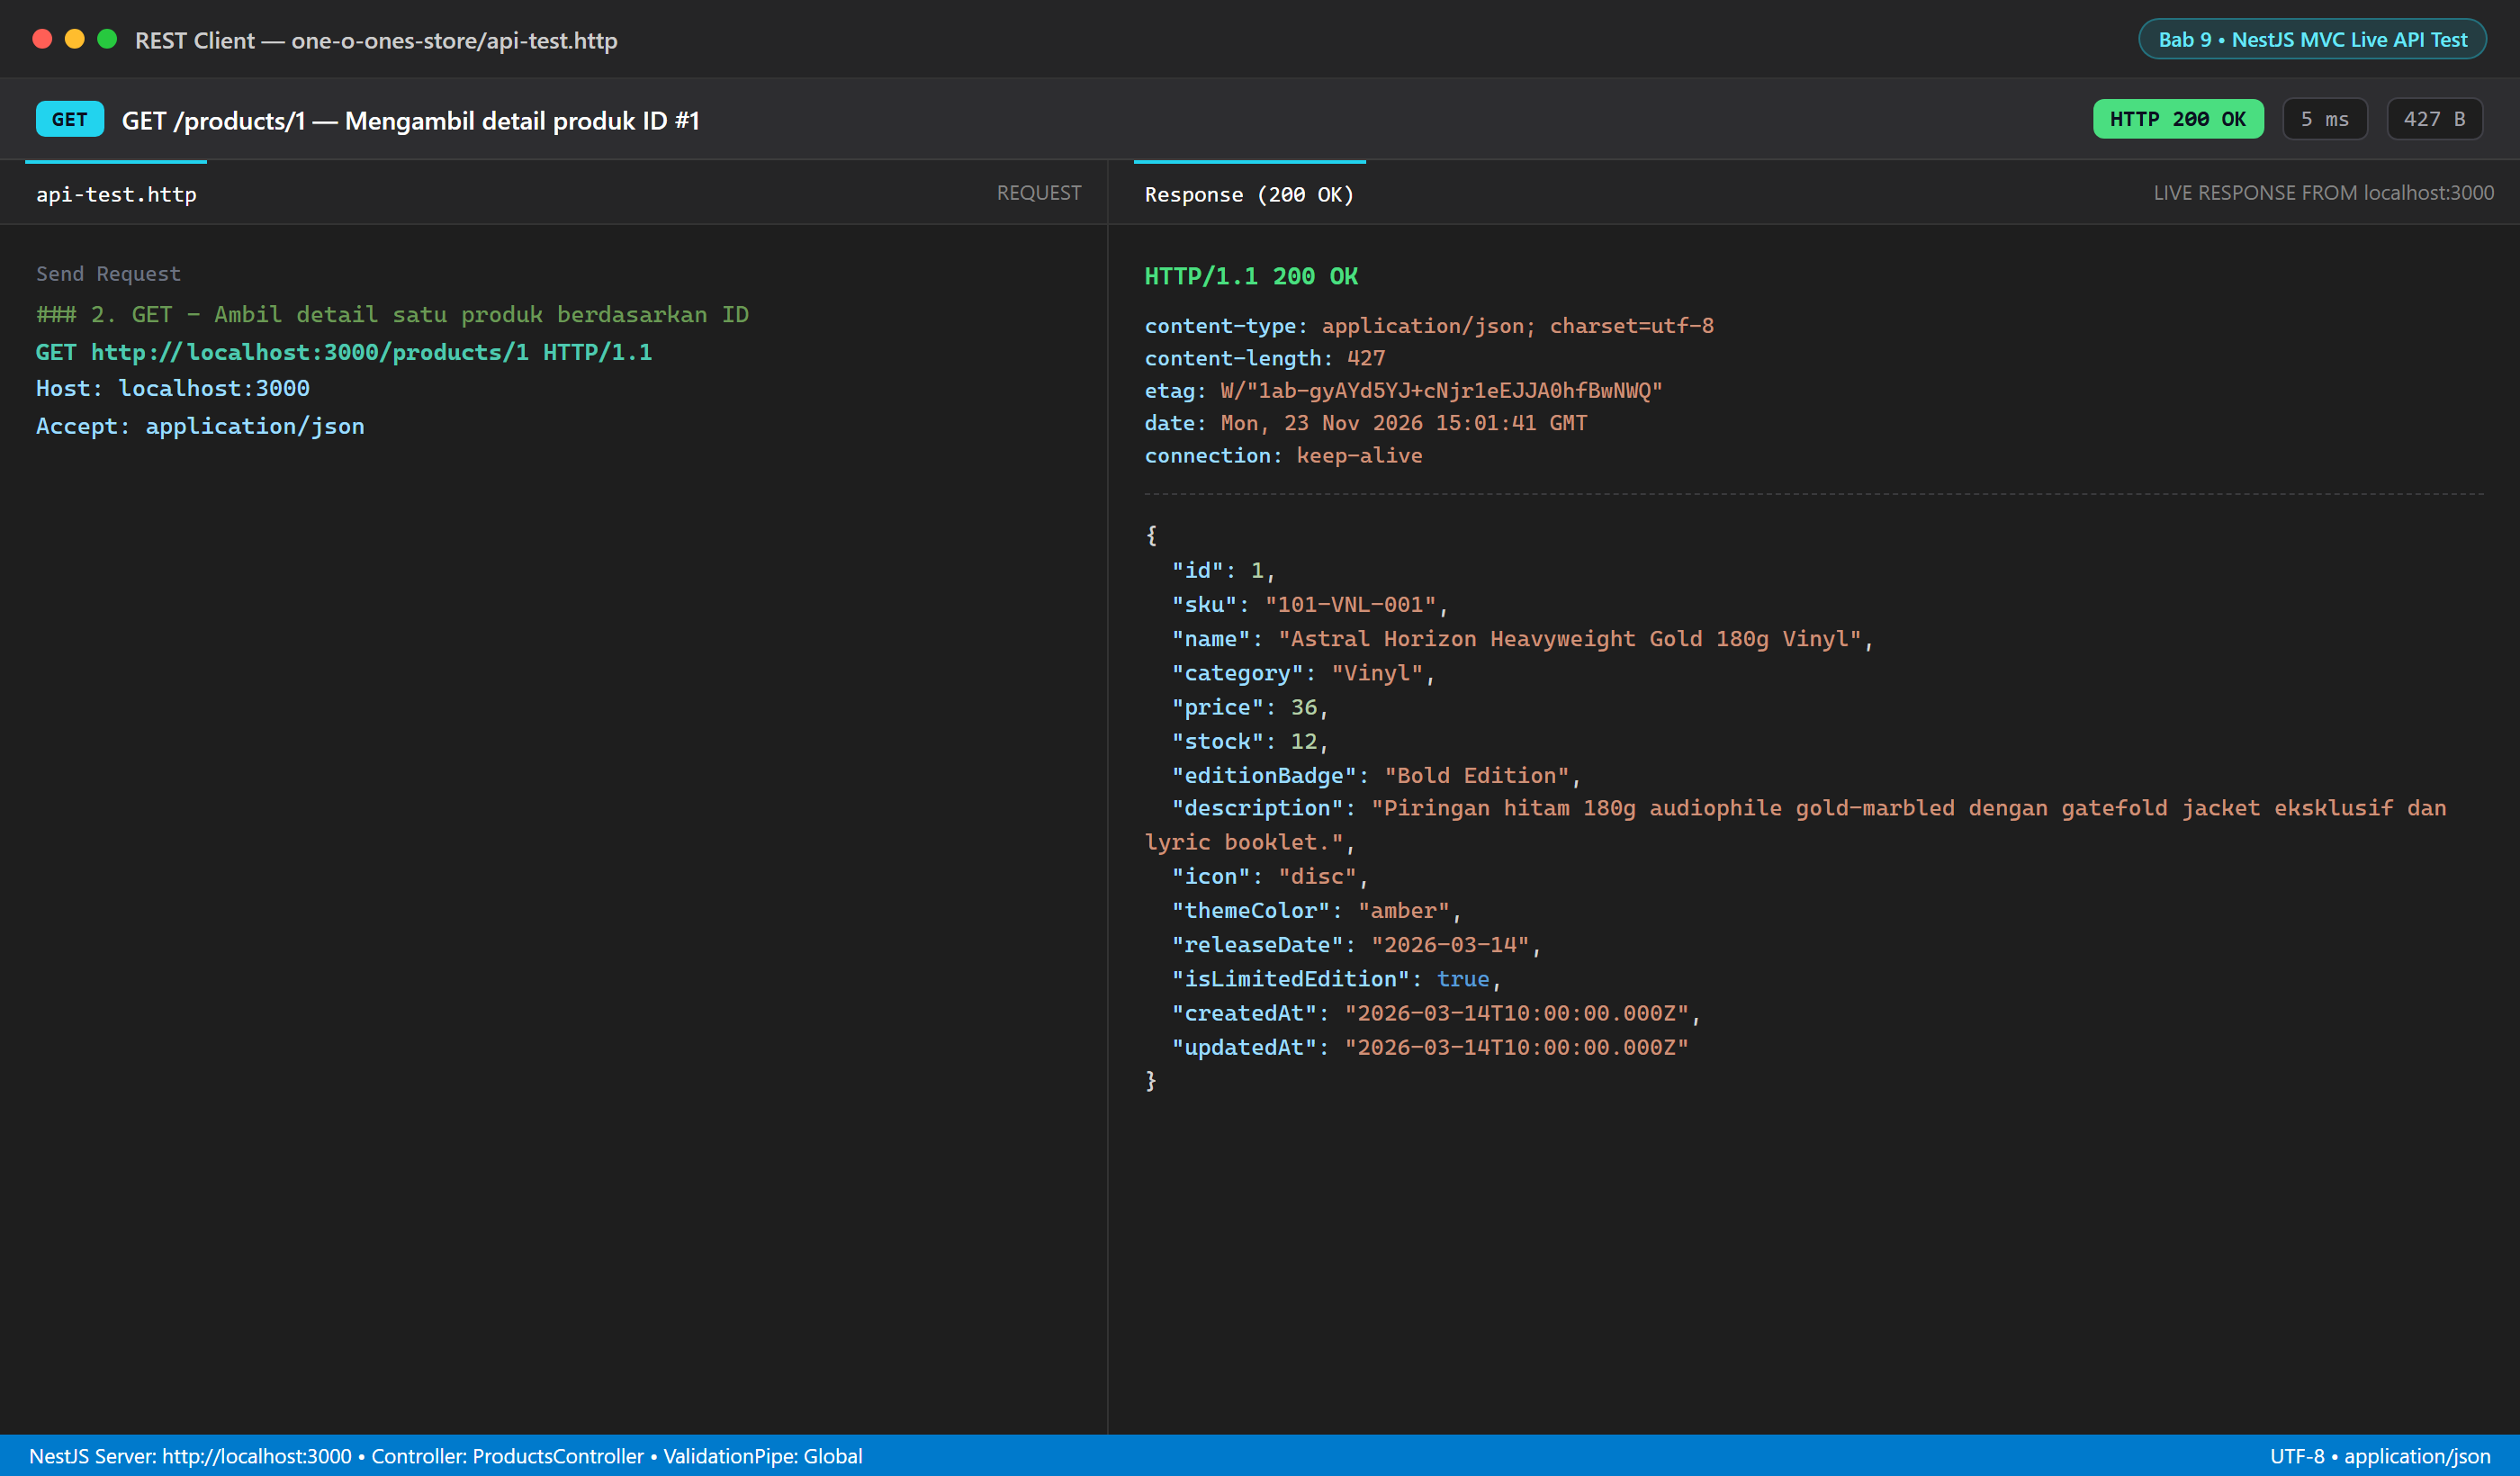 REST Client — one-o-ones-store/api-test.http
Bab 9 • NestJS MVC Live API Test
GET
GET /products/1 — Mengambil detail produk ID #1
HTTP 200 OK
5 ms
427 B
api-test.http
REQUEST
Send Request
### 2. GET - Ambil detail satu produk berdasarkan ID
GET http://localhost:3000/products/1 HTTP/1.1
Host: localhost:3000
Accept: application/json
Response (200 OK)
LIVE RESPONSE FROM localhost:3000
HTTP/1.1 200 OK
content-type: application/json; charset=utf-8
content-length: 427
etag: W/"1ab-gyAYd5YJ+cNjr1eEJJA0hfBwNWQ"
date: Mon, 23 Nov 2026 15:01:41 GMT
connection: keep-alive
{
"id": 1,
"sku": "101-VNL-001",
"name": "Astral Horizon Heavyweight Gold 180g Vinyl",
"category": "Vinyl",
"price": 36,
"stock": 12,
"editionBadge": "Bold Edition",
"description": "Piringan hitam 180g audiophile gold-marbled dengan gatefold jacket eksklusif dan
lyric booklet.",
"icon": "disc",
"themeColor": "amber",
"releaseDate": "2026-03-14",
"isLimitedEdition": true,
"createdAt": "2026-03-14T10:00:00.000Z",
"updatedAt": "2026-03-14T10:00:00.000Z"
}
NestJS Server: http://localhost:3000 • Controller: ProductsController • ValidationPipe: Global
UTF-8 • application/json